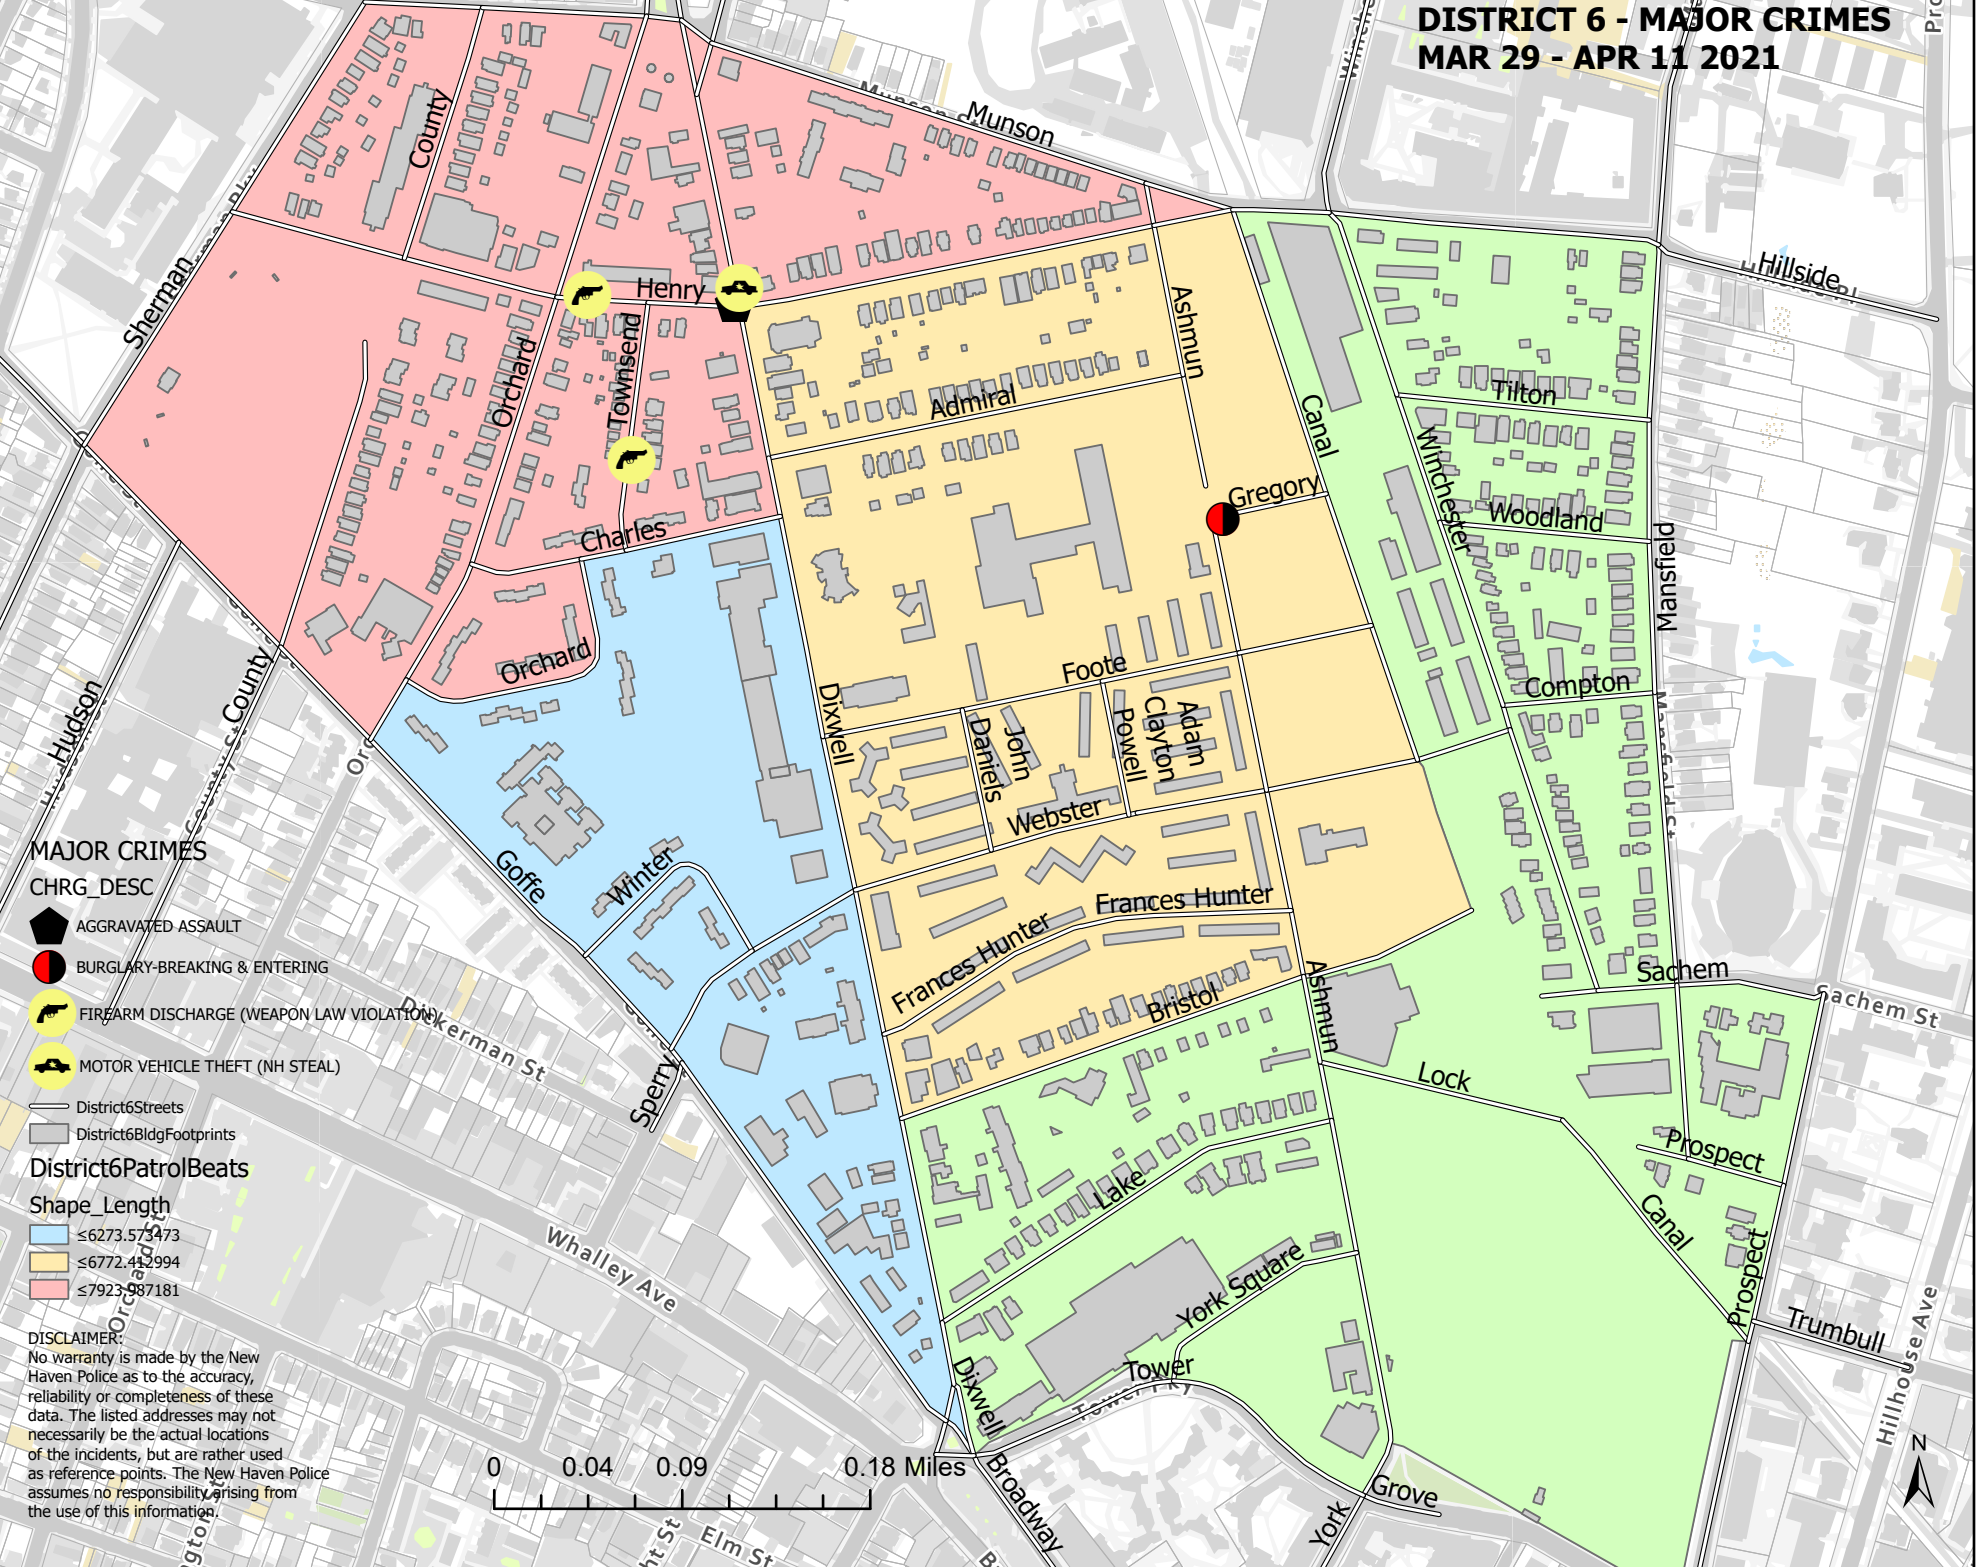 DISTRICT 6 - MAJOR CRIMES
MAR 29 - APR 11 2021
Munson
County
Sherman
Henry
Hillside
Ashmun
Townsend
Orchard
Admiral
Canal
Tilton
Winchester
Gregory
Woodland
Charles
Mansfield
Orchard
Foote
Compton
County
Hudson
Dixwell
Daniels
John
Powell
Clayton
Adam
Webster
Goffe
Winter
Frances Hunter
Frances Hunter
Bristol
Ashmun
Sachem
Sachem St
Mansfield St
County St
Dickerman St
Sperry
Lock
Prospect
Lake
Canal
Prospect
York Square
Whalley Ave
Orchard St
Trumbull
Hillhouse Ave
Tower
Tower Pky
Dixwell
Broadway
Grove
York
Elm St
MAJOR CRIMES
CHRG_DESC
AGGRAVATED ASSAULT
BURGLARY-BREAKING & ENTERING
FIREARM DISCHARGE (WEAPON LAW VIOLATION)
MOTOR VEHICLE THEFT (NH STEAL)
District6Streets
District6BldgFootprints
District6PatrolBeats
Shape_Length
≤6273.573473
≤6772.412994
≤7923.987181
DISCLAIMER:
No warranty is made by the New
Haven Police as to the accuracy,
reliability or completeness of these
data. The listed addresses may not
necessarily be the actual locations
of the incidents, but are rather used
as reference points. The New Haven Police
assumes no responsibility arising from
the use of this information.
0 0.04 0.09 0.18 Miles
N